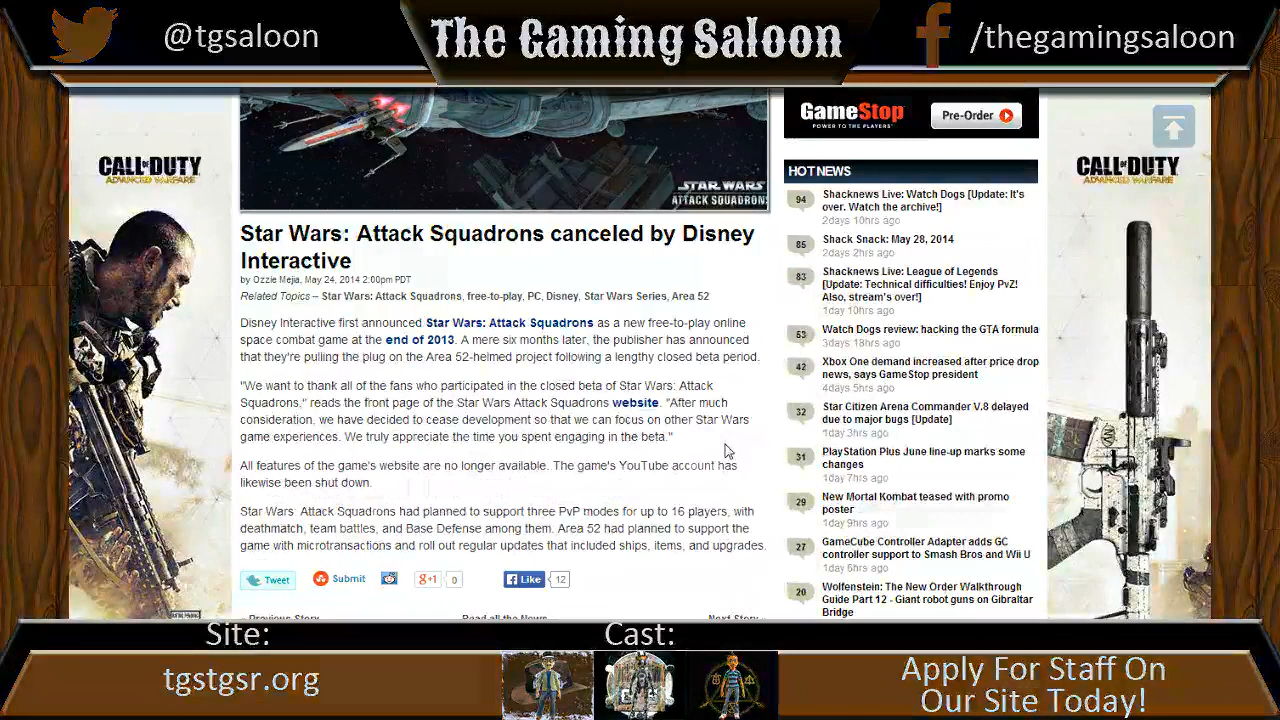 @tgsaloon
The Gaming Saloon
/thegamingsaloon
CALL OF DUTY
ADVANCED WARFARE
STAR WARS
ATTACK SQUADRONS
Star Wars: Attack Squadrons canceled by Disney
Interactive
by Ozzie Mejia, May 24, 2014 2:00pm PDT
Related Topics – Star Wars: Attack Squadrons, free-to-play, PC, Disney, Star Wars Series, Area 52
Disney Interactive first announced Star Wars: Attack Squadrons as a new free-to-play online
space combat game at the end of 2013. A mere six months later, the publisher has announced
that they're pulling the plug on the Area 52-helmed project following a lengthy closed beta period.
"We want to thank all of the fans who participated in the closed beta of Star Wars: Attack
Squadrons," reads the front page of the Star Wars Attack Squadrons website. "After much
consideration, we have decided to cease development so that we can focus on other Star Wars
game experiences. We truly appreciate the time you spent engaging in the beta."
All features of the game's website are no longer available. The game's YouTube account has
likewise been shut down.
Star Wars Attack Squadrons had planned to support three PvP modes for up to 16 players, with
deathmatch, team battles, and Base Defense among them. Area 52 had planned to support the
game with microtransactions and roll out regular updates that included ships, items, and upgrades.
Tweet Submit g+1 0 Like 12
Previous Story Read all the News Next Story
GameStop
POWER TO THE PLAYERS
Pre-Order
HOT NEWS
94 Shacknews Live: Watch Dogs [Update: It's
over. Watch the archive!]
2days 10hrs ago
85 Shack Snack: May 28, 2014
2days 2hrs ago
83 Shacknews Live: League of Legends
[Update: Technical difficulties! Enjoy PvZ!
Also, stream's over!]
1day 10hrs ago
53 Watch Dogs review: hacking the GTA formula
3days 18hrs ago
42 Xbox One demand increased after price drop
news, says GameStop president
4days 5hrs ago
32 Star Citizen Arena Commander V.8 delayed
due to major bugs [Update]
1day 3hrs ago
31 PlayStation Plus June line-up marks some
changes
1day 7hrs ago
29 New Mortal Kombat teased with promo
poster
1day 9hrs ago
27 GameCube Controller Adapter adds GC
controller support to Smash Bros and Wii U
1day 6hrs ago
20 Wolfenstein: The New Order Walkthrough
Guide Part 12 - Giant robot guns on Gibraltar
Bridge
CALL OF DUTY
ADVANCED WARFARE
Site:
tgstgsr.org
Cast:
Apply For Staff On
Our Site Today!